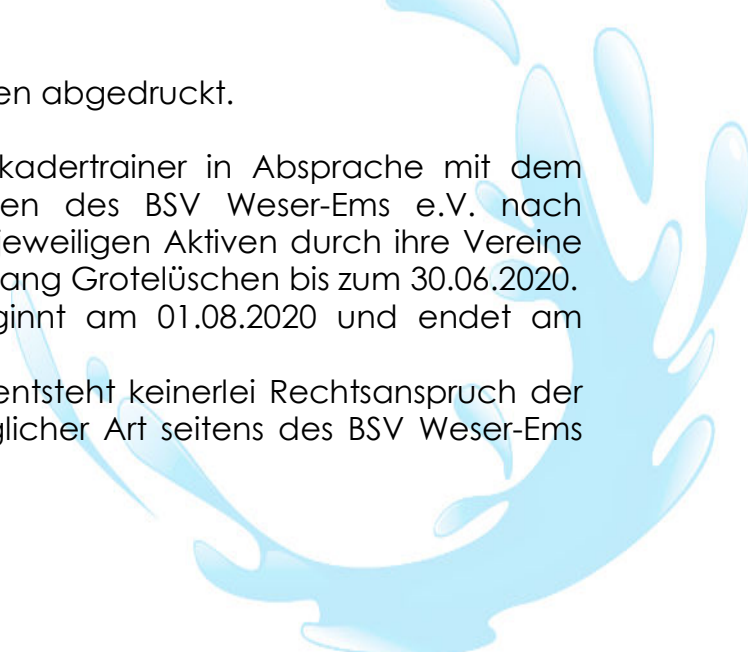 en abgedruckt.
kadertrainer in Absprache mit dem
en des BSV Weser-Ems e.V. nach
jeweiligen Aktiven durch ihre Vereine
ang Grotelüschen bis zum 30.06.2020.
ginnt am 01.08.2020 und endet am
entsteht keinerlei Rechtsanspruch der
glicher Art seitens des BSV Weser-Ems